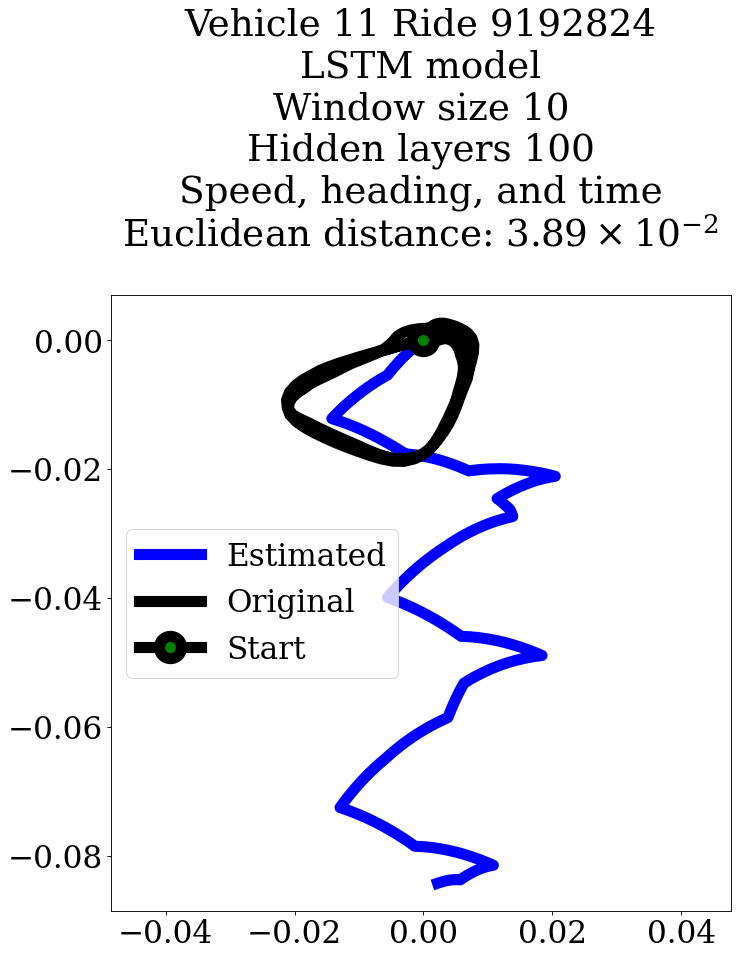 Vehicle 11 Ride 9192824
LSTM model
Window size 10
Hidden layers 100
Speed, heading, and time
Euclidean distance: 3.89 × 10⁻²
0.00
−0.02
−0.04
−0.06
−0.08
Estimated
Original
Start
−0.04 −0.02 0.00 0.02 0.04